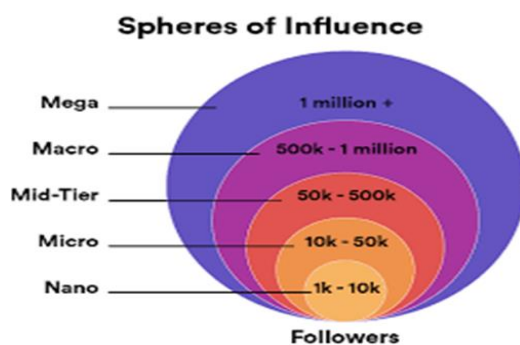 Spheres of Influence
Mega 1 million +
Macro 500k - 1 million
Mid-Tier 50k - 500k
Micro 10k - 50k
Nano 1k - 10k
Followers